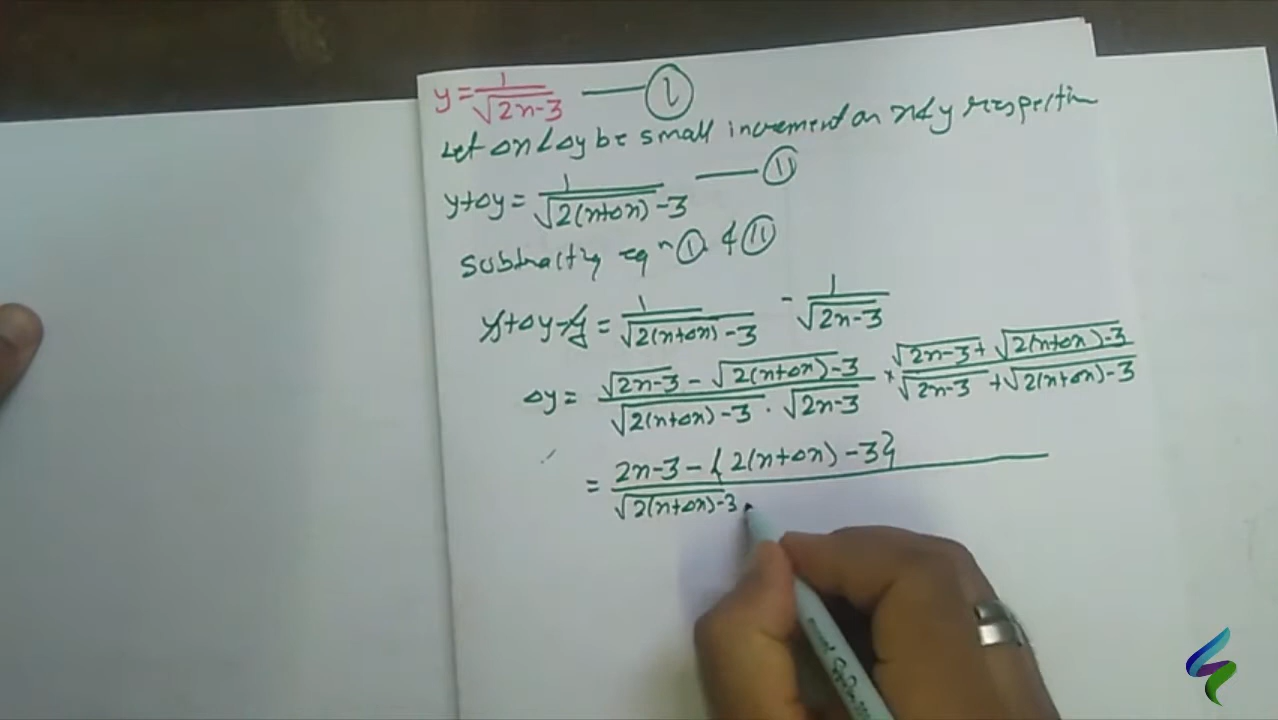 y = 1/√(2x-3) —— (I)
Let Δx & Δy be small increment on x & y respectiv
y+Δy = 1/√(2(x+Δx)-3) —— (II)
Subtracting eqn (I) & (II)
y+Δy-y = 1/√(2(x+Δx)-3) - 1/√(2x-3)
Δy = (√(2x-3) - √(2(x+Δx)-3))/(√(2(x+Δx)-3) · √(2x-3)) × (√(2x-3) + √(2(x+Δx)-3))/(√(2x-3) + √(2(x+Δx)-3))
= (2x-3-{2(x+Δx)-3})/(√(2(x+Δx)-3) ·